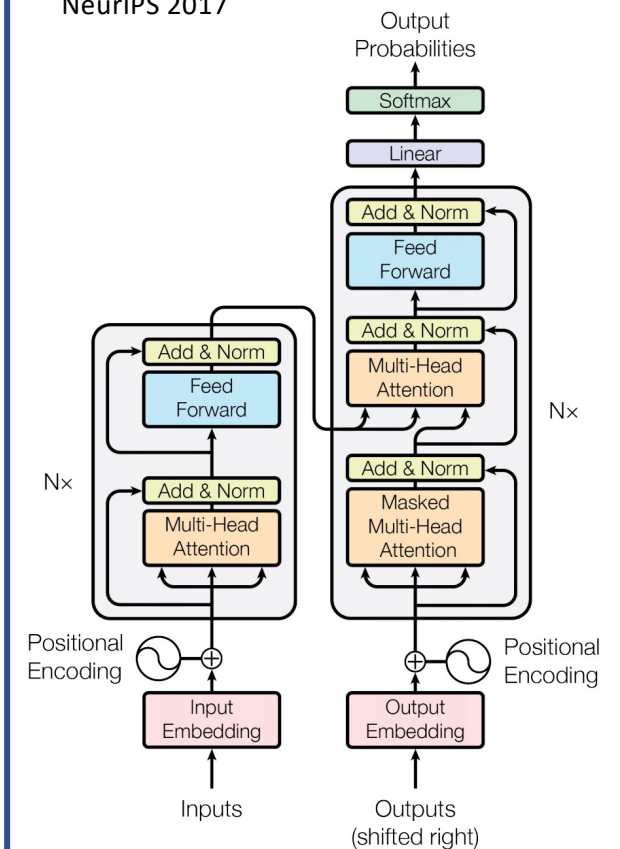 NeurIPS 2017
Output
Probabilities
Softmax
Linear
Add & Norm
Feed
Forward
Add & Norm
Multi-Head
Attention
Nx
Add & Norm
Masked
Multi-Head
Attention
Add & Norm
Feed
Forward
Nx
Add & Norm
Multi-Head
Attention
Positional
Encoding
Positional
Encoding
Input
Embedding
Output
Embedding
Inputs
Outputs
(shifted right)